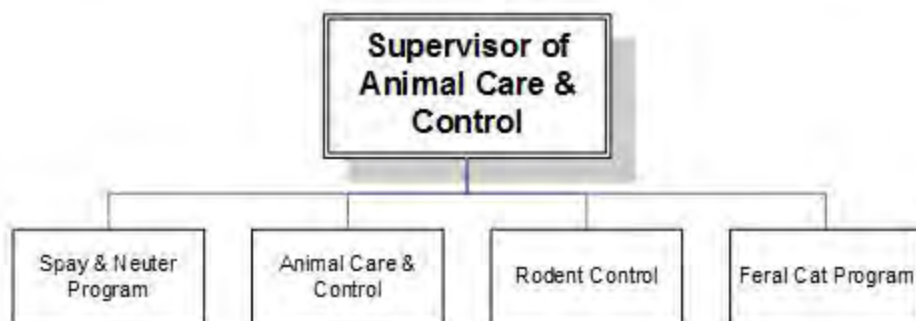 Supervisor of
Animal Care &
Control
Spay & Neuter
Program
Animal Care &
Control
Rodent Control
Feral Cat Program